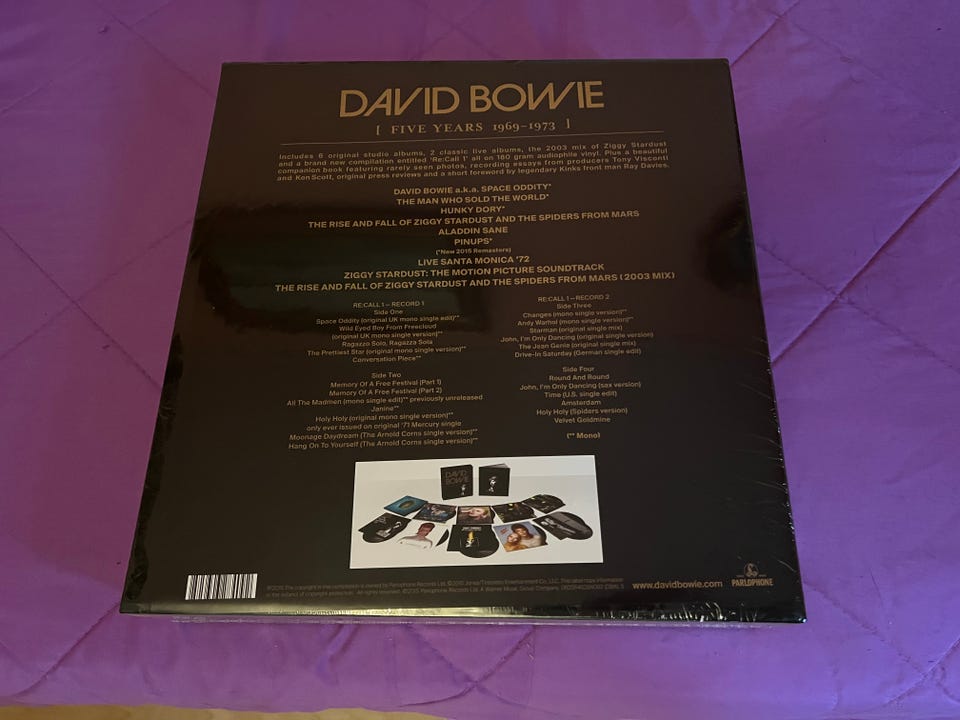 DAVID BOWIE
[ FIVE YEARS 1969–1973 ]
Includes 6 original studio albums, 2 classic live albums, the 2003 mix of Ziggy Stardust
and a brand new compilation entitled 'Re:Call 1' all on 180 gram audiophile vinyl. Plus a beautiful
companion book featuring rarely seen photos, recording essays from producers Tony Visconti
and Ken Scott, original press reviews and a short foreword by legendary Kinks front man Ray Davies.
DAVID BOWIE a.k.a. SPACE ODDITY*
THE MAN WHO SOLD THE WORLD*
HUNKY DORY*
THE RISE AND FALL OF ZIGGY STARDUST AND THE SPIDERS FROM MARS
ALADDIN SANE
PINUPS*
(*New 2015 Remasters)
LIVE SANTA MONICA '72
ZIGGY STARDUST: THE MOTION PICTURE SOUNDTRACK
THE RISE AND FALL OF ZIGGY STARDUST AND THE SPIDERS FROM MARS (2003 MIX)
RE:CALL 1 – RECORD 1
Side One
Space Oddity (original UK mono single edit)**
Wild Eyed Boy From Freecloud
(original UK mono single version)**
Ragazzo Solo, Ragazza Sola
The Prettiest Star (original mono single version)**
Conversation Piece**
Side Two
Memory Of A Free Festival (Part 1)
Memory Of A Free Festival (Part 2)
All The Madmen (mono single edit)** previously unreleased
Janine**
Holy Holy (original mono single version)**
only ever issued on original '71 Mercury single
Moonage Daydream (The Arnold Corns single version)**
Hang On To Yourself (The Arnold Corns single version)**
RE:CALL 1 – RECORD 2
Side Three
Changes (mono single version)**
Andy Warhol (mono single version)**
Starman (original single mix)
John, I'm Only Dancing (original single version)
The Jean Genie (original single mix)
Drive-In Saturday (German single edit)
Side Four
Round And Round
John, I'm Only Dancing (sax version)
Time (U.S. single edit)
Amsterdam
Holy Holy (Spiders version)
Velvet Goldmine
(** Mono)
DAVID
BOWIE
www.davidbowie.com
PARLOPHONE